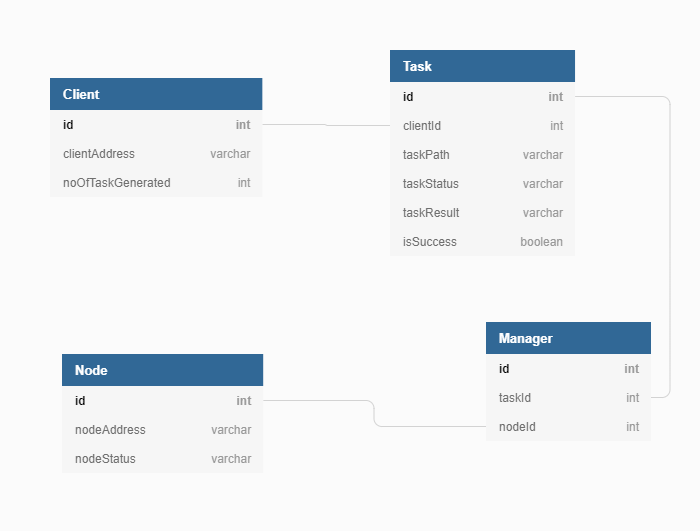 Client
id int
clientAddress varchar
noOfTaskGenerated int
Task
id int
clientId int
taskPath varchar
taskStatus varchar
taskResult varchar
isSuccess boolean
Node
id int
nodeAddress varchar
nodeStatus varchar
Manager
id int
taskId int
nodeId int